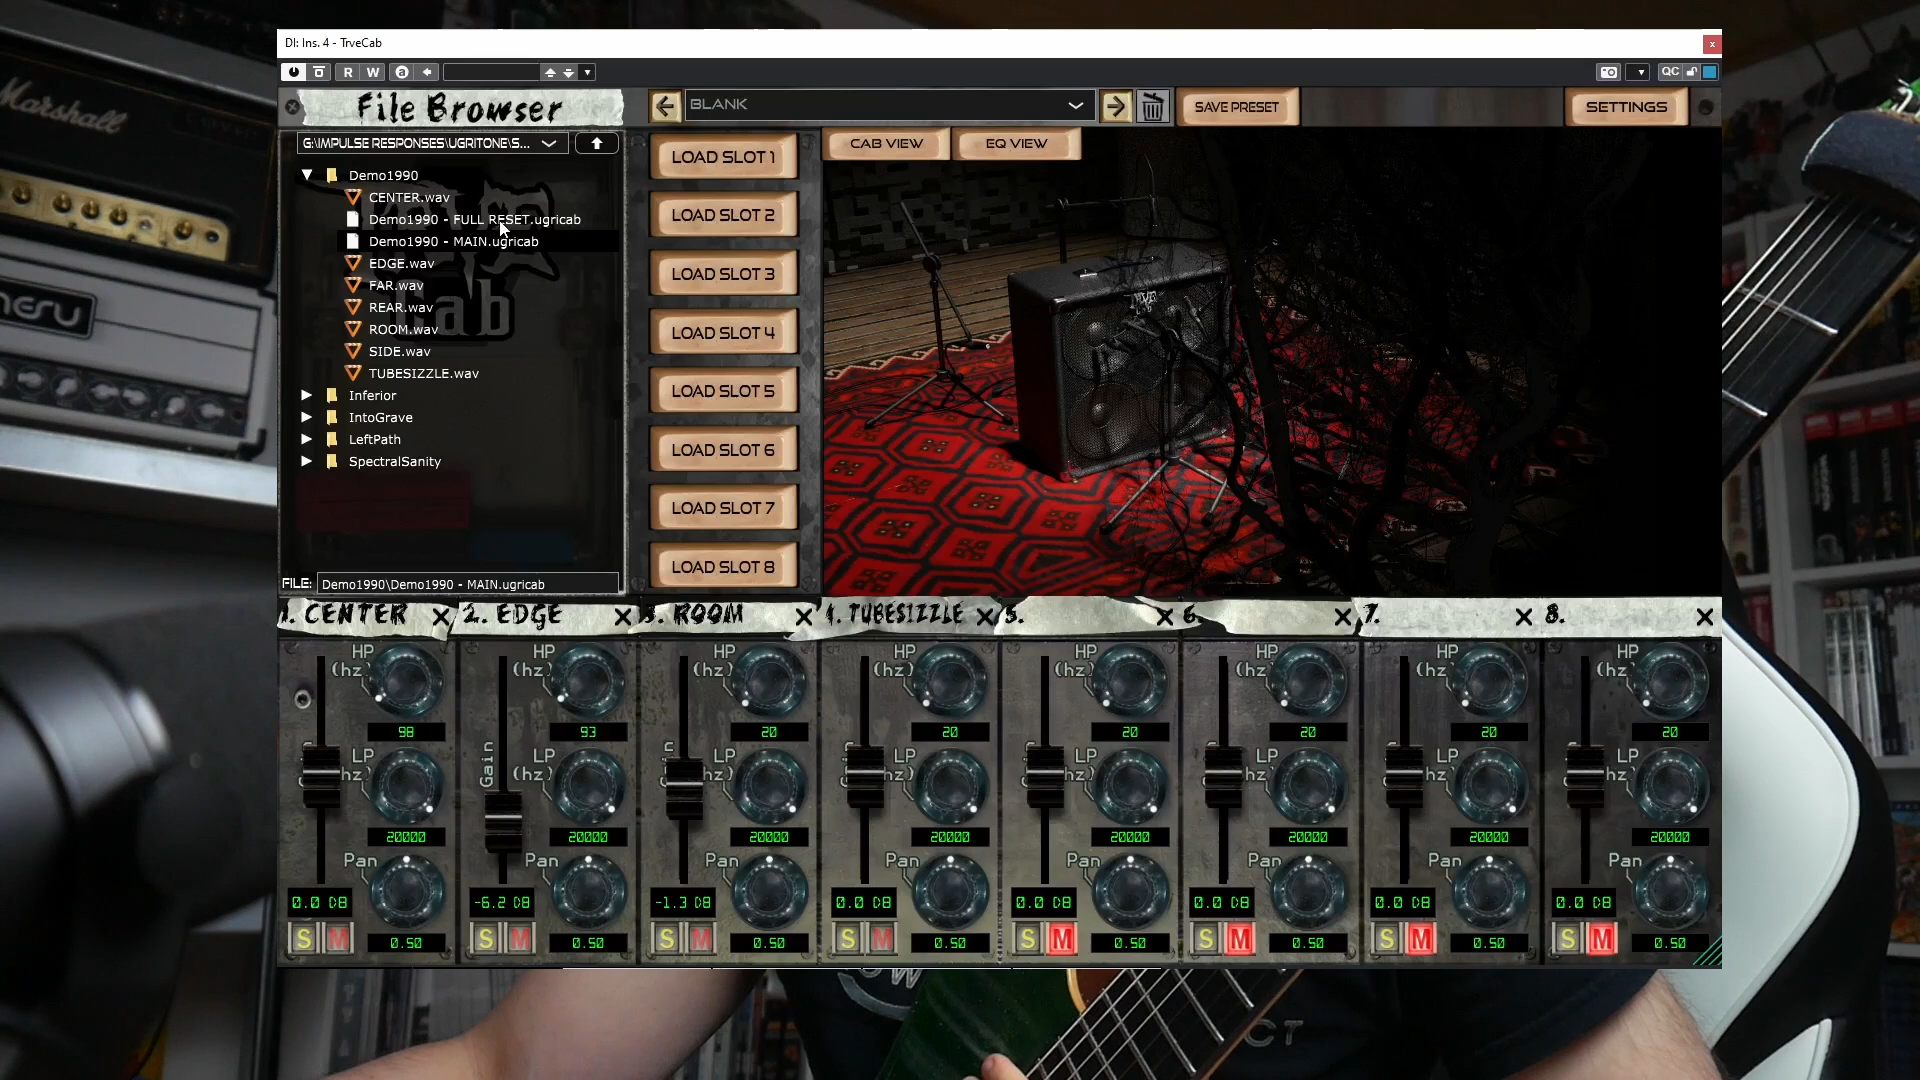 DI: Ins. 4 - TrveCab
x
R W a
QC
File Browser
BLANK
SAVE PRESET
SETTINGS
G:\IMPULSE RESPONSES\UGRITONE\S...
CAB VIEW
EQ VIEW
Demo1990
CENTER.wav
Demo1990 - FULL RESET.ugricab
Demo1990 - MAIN.ugricab
EDGE.wav
FAR.wav
REAR.wav
ROOM.wav
SIDE.wav
TUBESIZZLE.wav
Inferior
IntoGrave
LeftPath
SpectralSanity
FILE: Demo1990\Demo1990 - MAIN.ugricab
LOAD SLOT 1
LOAD SLOT 2
LOAD SLOT 3
LOAD SLOT 4
LOAD SLOT 5
LOAD SLOT 6
LOAD SLOT 7
LOAD SLOT 8
Marshall
Cab
1. CENTER X 2. EDGE X 3. ROOM X 4. TUBESIZZLE X 5. X 6. X 7. X 8. X
HP HP HP HP HP HP HP HP
(hz) (hz) (hz) (hz) (hz) (hz) (hz) (hz)
98 93 20 20 20 20 20 20
Gain
LP LP LP LP LP LP LP LP
hz) (hz) hz) hz) hz) hz) hz) hz)
20000 20000 20000 20000 20000 20000 20000 20000
Pan Pan Pan Pan Pan Pan Pan Pan
0.0 DB -6.2 DB -1.3 DB 0.0 DB 0.0 DB 0.0 DB 0.0 DB 0.0 DB
S M S M S M S M S M S M S M S M
0.50 0.50 0.50 0.50 0.50 0.50 0.50 0.50
CT